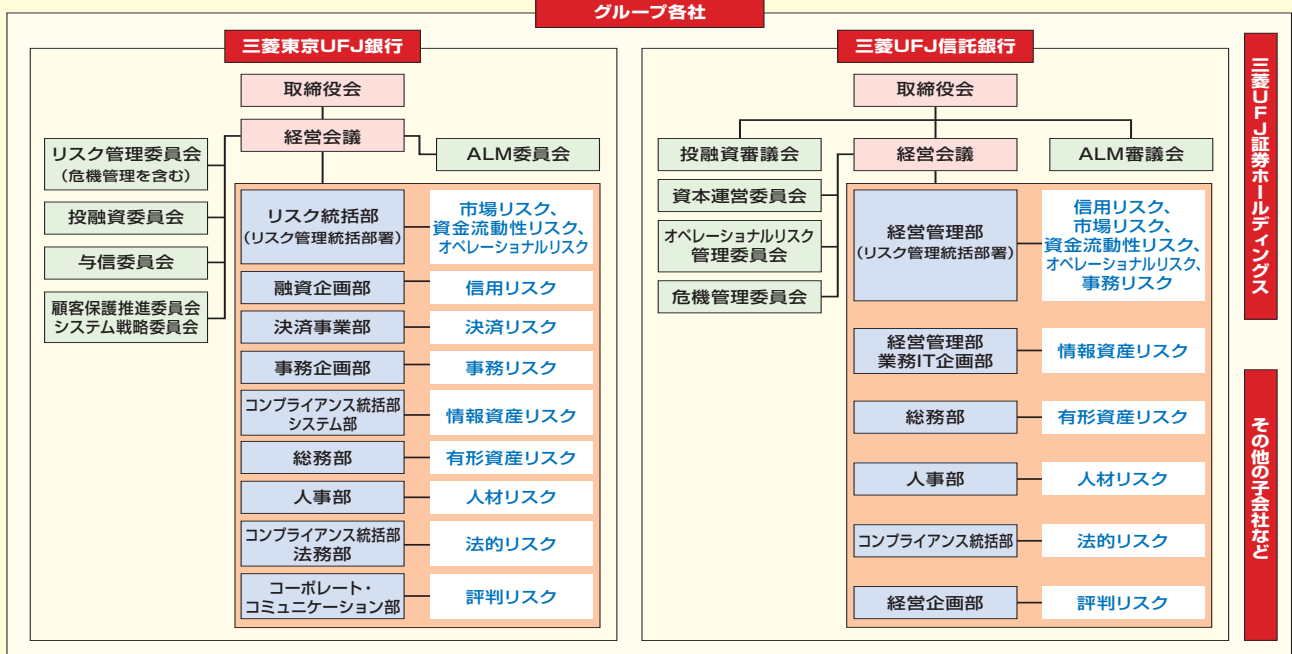 グループ各社
三菱東京UFJ銀行
取締役会
経営会議
リスク管理委員会
(危機管理を含む)
投融資委員会
与信委員会
顧客保護推進委員会
システム戦略委員会
ALM委員会
リスク統括部
(リスク管理統括部署)
市場リスク、
資金流動性リスク、
オペレーショナルリスク
融資企画部
信用リスク
決済事業部
決済リスク
事務企画部
事務リスク
コンプライアンス統括部
システム部
情報資産リスク
総務部
有形資産リスク
人事部
人材リスク
コンプライアンス統括部
法務部
法的リスク
コーポレート・
コミュニケーション部
評判リスク
三菱UFJ信託銀行
取締役会
投融資審議会
経営会議
ALM審議会
資本運営委員会
オペレーショナルリスク
管理委員会
危機管理委員会
経営管理部
(リスク管理統括部署)
信用リスク、
市場リスク、
資金流動性リスク、
オペレーショナルリスク、
事務リスク
経営管理部
業務IT企画部
情報資産リスク
総務部
有形資産リスク
人事部
人材リスク
コンプライアンス統括部
法的リスク
経営企画部
評判リスク
三菱UFJ証券ホールディングス
その他の子会社など